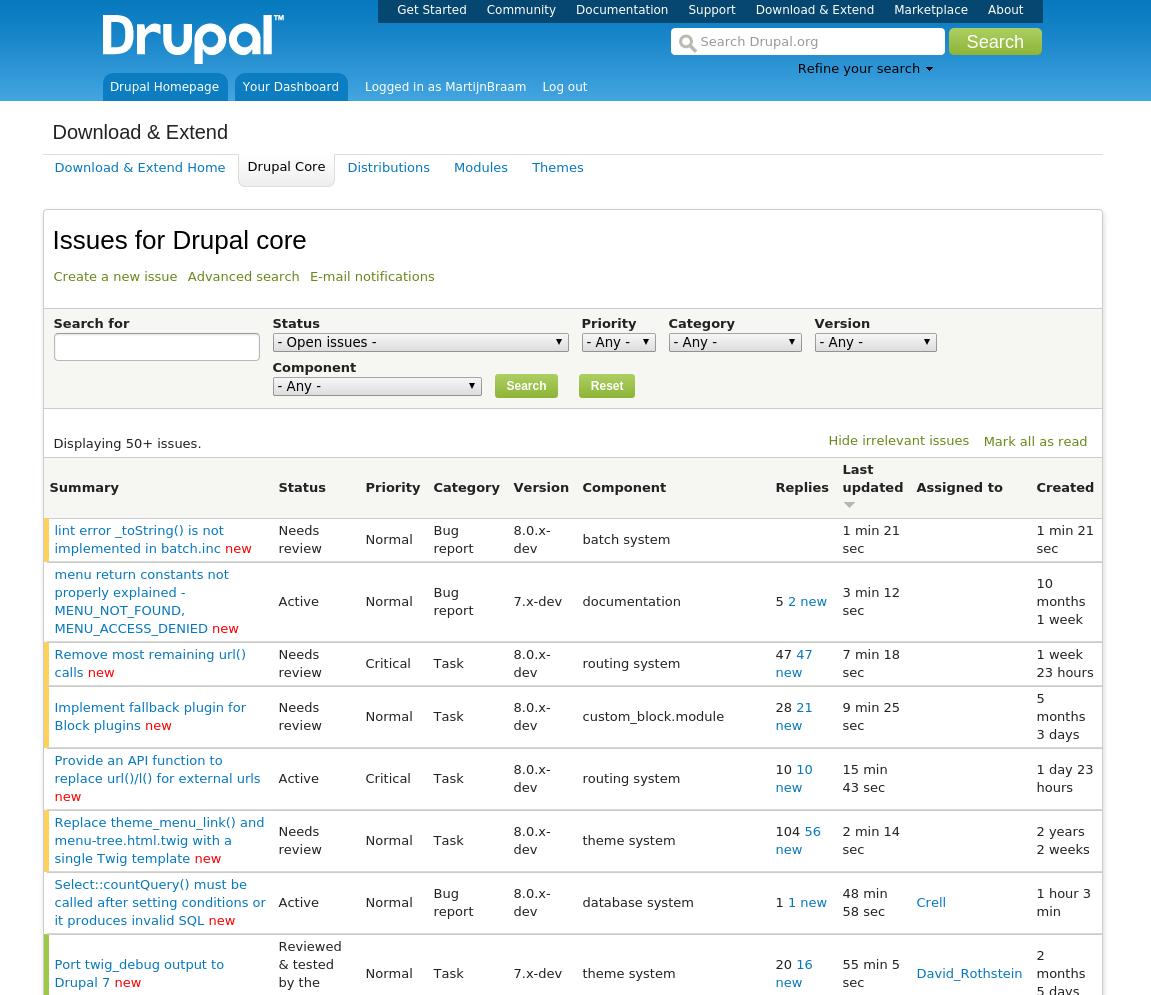 Get Started Community Documentation Support Download & Extend Marketplace About
Drupal™
Search Drupal.org Search
Refine your search
Drupal Homepage Your Dashboard Logged in as MartijnBraam Log out
Download & Extend
Download & Extend Home Drupal Core Distributions Modules Themes
Issues for Drupal core
Create a new issue Advanced search E-mail notifications
Search for Status Priority Category Version
- Open issues - - Any - - Any - - Any -
Component
- Any - Search Reset
Displaying 50+ issues. Hide irrelevant issues Mark all as read
Summary Status Priority Category Version Component Replies Last updated Assigned to Created
lint error _toString() is not Needs Normal Bug 8.0.x- batch system 1 min 21 1 min 21
implemented in batch.inc new review report dev sec sec
menu return constants not 10
properly explained - Active Normal Bug 7.x-dev documentation 5 2 new 3 min 12 months
MENU_NOT_FOUND, report sec 1 week
MENU_ACCESS_DENIED new
Remove most remaining url() Needs Critical Task 8.0.x- routing system 47 47 7 min 18 1 week
calls new review dev new sec 23 hours
Implement fallback plugin for Needs Normal Task 8.0.x- custom_block.module 28 21 9 min 25 5 months
Block plugins new review dev new sec 3 days
Provide an API function to Active Critical Task 8.0.x- routing system 10 10 15 min 1 day 23
replace url()/l() for external urls dev new 43 sec hours
new
Replace theme_menu_link() and Needs Normal Task 8.0.x- theme system 104 56 2 min 14 2 years
menu-tree.html.twig with a review dev new sec 2 weeks
single Twig template new
Select::countQuery() must be Active Normal Bug 8.0.x- database system 1 1 new 48 min Crell 1 hour 3
called after setting conditions or report dev 58 sec min
it produces invalid SQL new
Reviewed
Port twig_debug output to & tested Normal Task 7.x-dev theme system 20 16 55 min 5 David_Rothstein 2 months
Drupal 7 new by the new sec 5 days